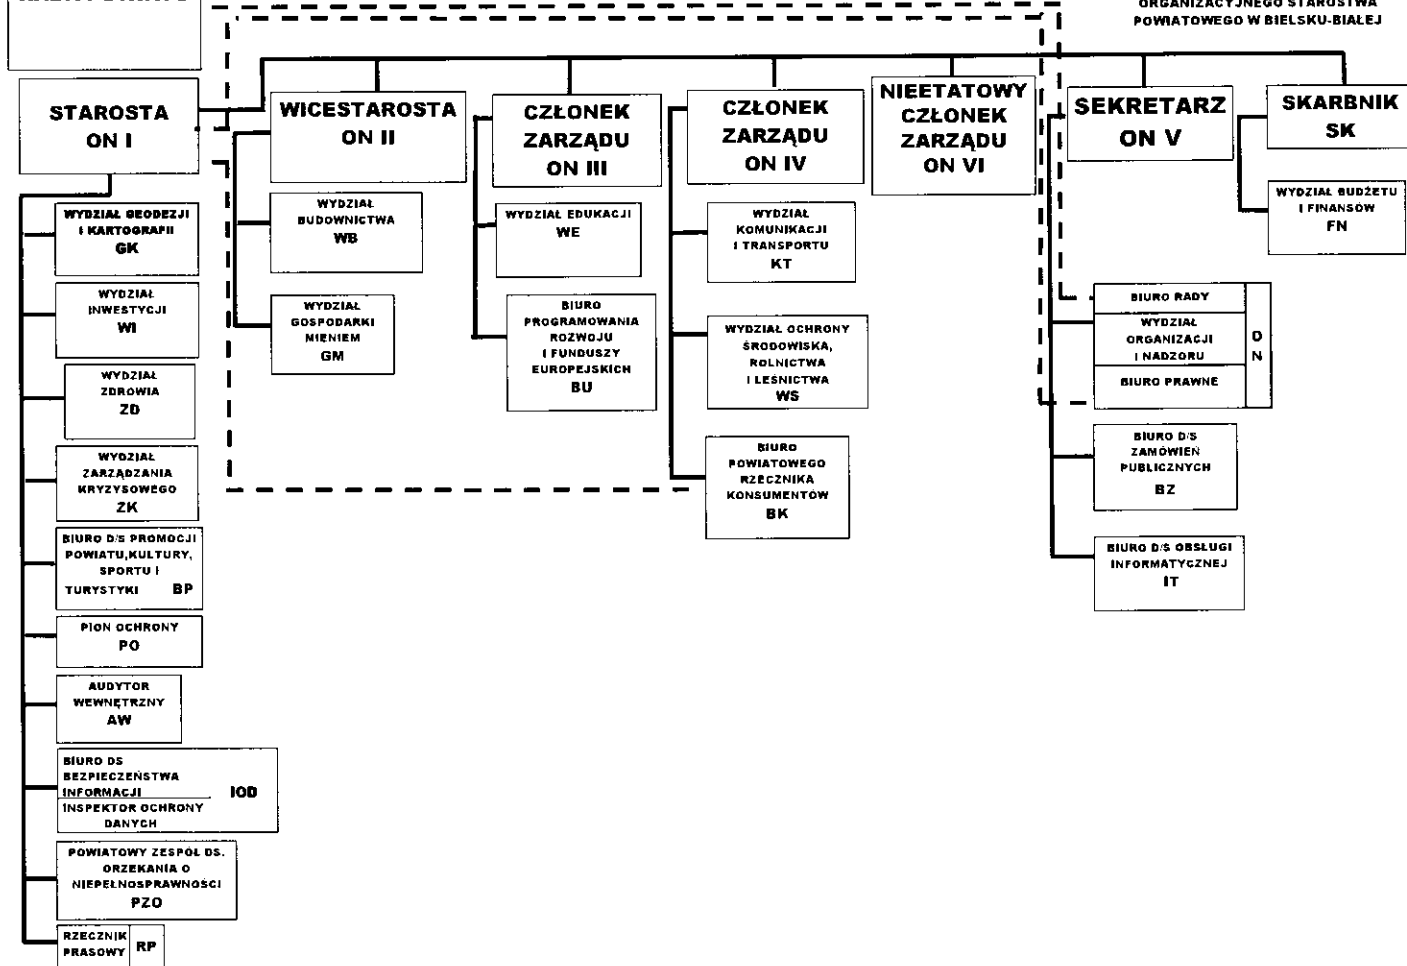 ORGANIZACYJNEGO STAROSTWA
POWIATOWEGO W BIELSKU-BIAŁEJ
STAROSTA
ON I
WICESTAROSTA
ON II
CZŁONEK
ZARZĄDU
ON III
CZŁONEK
ZARZĄDU
ON IV
NIEETATOWY
CZŁONEK
ZARZĄDU
ON VI
SEKRETARZ
ON V
SKARBNIK
SK
WYDZIAŁ GEODEZJI
I KARTOGRAFII
GK
WYDZIAŁ
INWESTYCJI
WI
WYDZIAŁ
ZDROWIA
ZD
WYDZIAŁ
ZARZĄDZANIA
KRYZYSOWEGO
ZK
BIURO D/S PROMOCJI
POWIATU,KULTURY,
SPORTU I
TURYSTYKI BP
PION OCHRONY
PO
AUDYTOR
WEWNĘTRZNY
AW
BIURO DS
BEZPIECZEŃSTWA
INFORMACJI
IOD
INSPEKTOR OCHRONY
DANYCH
POWIATOWY ZESPÓŁ DS.
ORZEKANIA O
NIEPEŁNOSPRAWNOŚCI
PZO
RZECZNIK
PRASOWY
RP
WYDZIAŁ
BUDOWNICTWA
WB
WYDZIAŁ
GOSPODARKI
MIENIEM
GM
WYDZIAŁ EDUKACJI
WE
BIURO
PROGRAMOWANIA
ROZWOJU
I FUNDUSZY
EUROPEJSKICH
BU
WYDZIAŁ
KOMUNIKACJI
I TRANSPORTU
KT
WYDZIAŁ OCHRONY
ŚRODOWISKA,
ROLNICTWA
I LEŚNICTWA
WS
BIURO
POWIATOWEGO
RZECZNIKA
KONSUMENTÓW
BK
BIURO RADY
WYDZIAŁ
ORGANIZACJI
I NADZORU
BIURO PRAWNE
O
N
BIURO D/S
ZAMÓWIEŃ
PUBLICZNYCH
BZ
BIURO D/S OBSŁUGI
INFORMATYCZNEJ
IT
WYDZIAŁ BUDŻETU
I FINANSÓW
FN